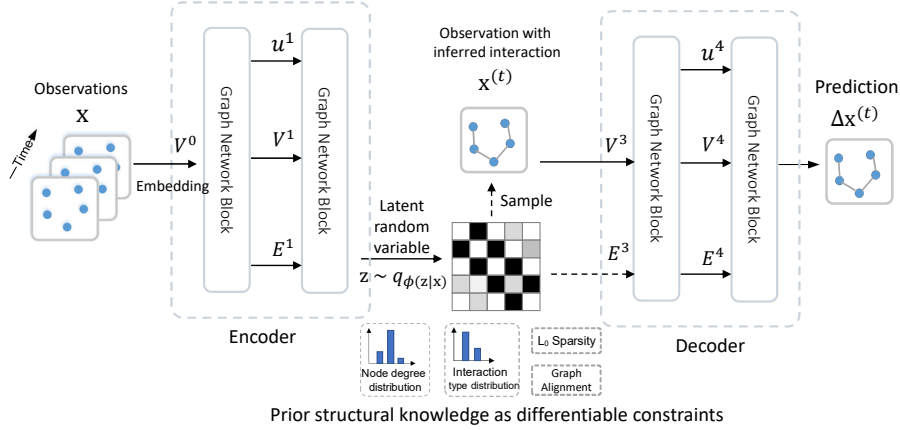 Observations
x
Time
V⁰
Embedding
Graph Network Block
u¹
V¹
E¹
Graph Network Block
Encoder
Latent
random
variable
z ~ q_ϕ(z|x)
Observation with
inferred interaction
x⁽ᵗ⁾
Sample
V³
E³
Graph Network Block
u⁴
V⁴
E⁴
Graph Network Block
Decoder
Prediction
Δx⁽ᵗ⁾
Node degree
distribution
Interaction
type distribution
L₀ Sparsity
Graph
Alignment
Prior structural knowledge as differentiable constraints